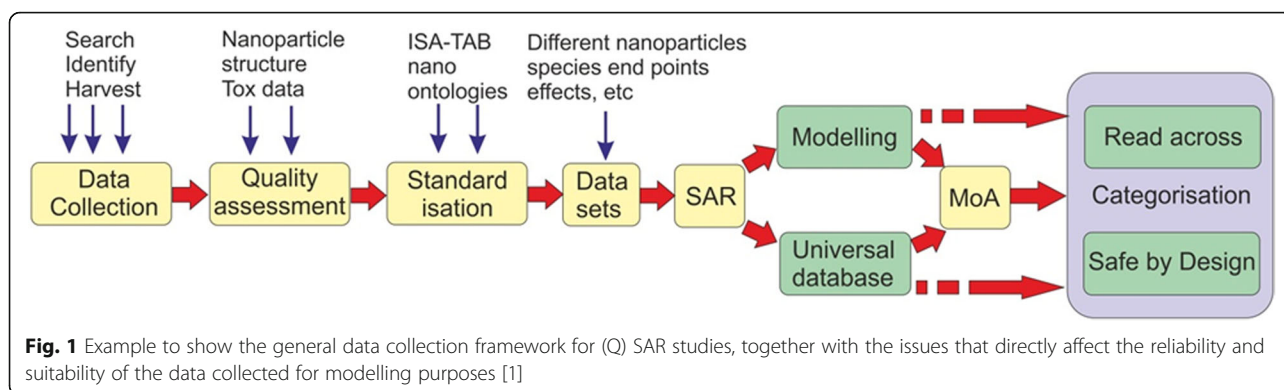 Search
Identify
Harvest
Nanoparticle
structure
Tox data
ISA-TAB
nano
ontologies
Different nanoparticles
species end points
effects, etc
Data
Collection
Quality
assessment
Standard
isation
Data
sets
SAR
Modelling
Universal
database
MoA
Read across
Categorisation
Safe by Design
Fig. 1 Example to show the general data collection framework for (Q) SAR studies, together with the issues that directly affect the reliability and
suitability of the data collected for modelling purposes [1]